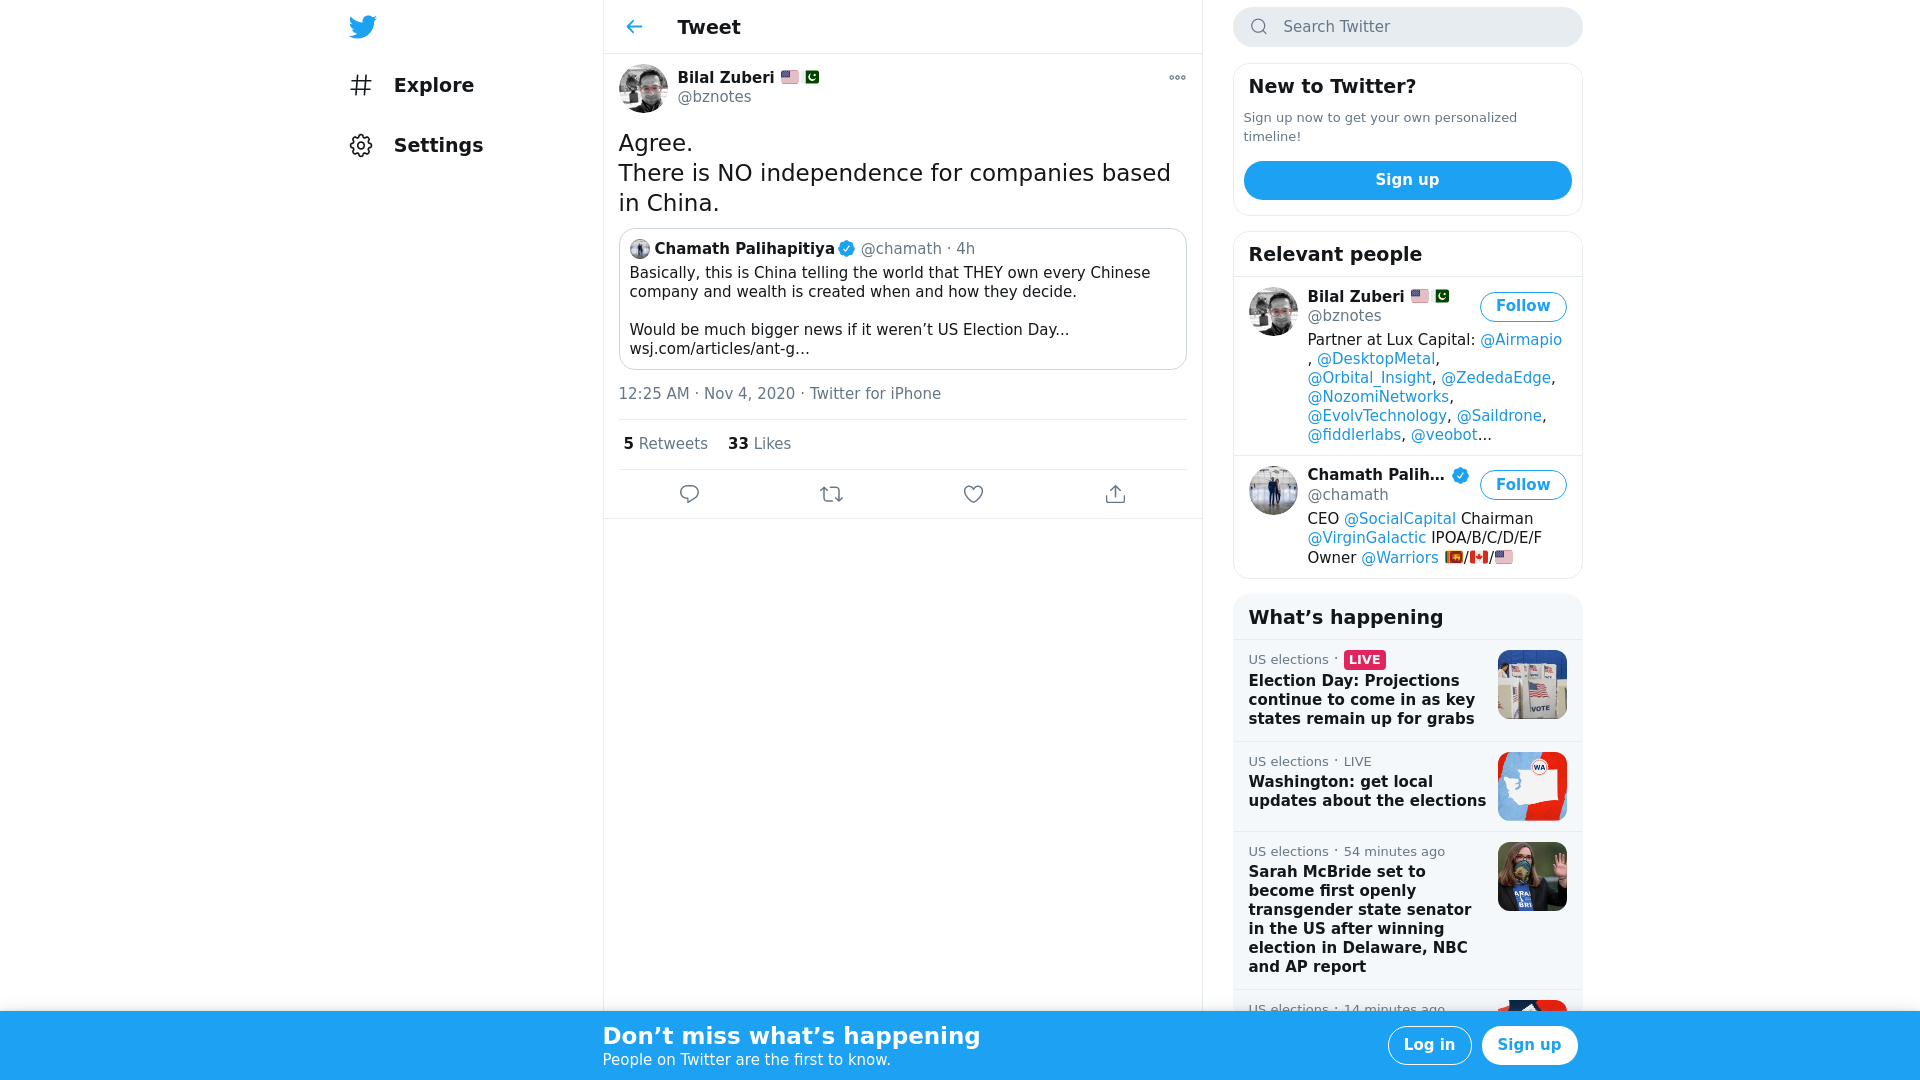 Explore
Settings
Tweet
Bilal Zuberi
@bznotes
Agree.
There is NO independence for companies based
in China.
Chamath Palihapitiya @chamath · 4h
Basically, this is China telling the world that THEY own every Chinese
company and wealth is created when and how they decide.
Would be much bigger news if it weren’t US Election Day...
wsj.com/articles/ant-g…
12:25 AM · Nov 4, 2020 · Twitter for iPhone
5 Retweets 33 Likes
Search Twitter
New to Twitter?
Sign up now to get your own personalized
timeline!
Sign up
Relevant people
Bilal Zuberi
@bznotes
Follow
Partner at Lux Capital: @Airmapio
, @DesktopMetal,
@Orbital_Insight, @ZededaEdge,
@NozomiNetworks,
@EvolvTechnology, @Saildrone,
@fiddlerlabs, @veobot...
Chamath Palih…
@chamath
Follow
CEO @SocialCapital Chairman
@VirginGalactic IPOA/B/C/D/E/F
Owner @Warriors / /
What’s happening
US elections · LIVE
Election Day: Projections
continue to come in as key
states remain up for grabs
VOTE
US elections · LIVE
Washington: get local
updates about the elections
WA
US elections · 54 minutes ago
Sarah McBride set to
become first openly
transgender state senator
in the US after winning
election in Delaware, NBC
and AP report
US elections · 14 minutes ago
Don’t miss what’s happening
People on Twitter are the first to know.
Log in
Sign up